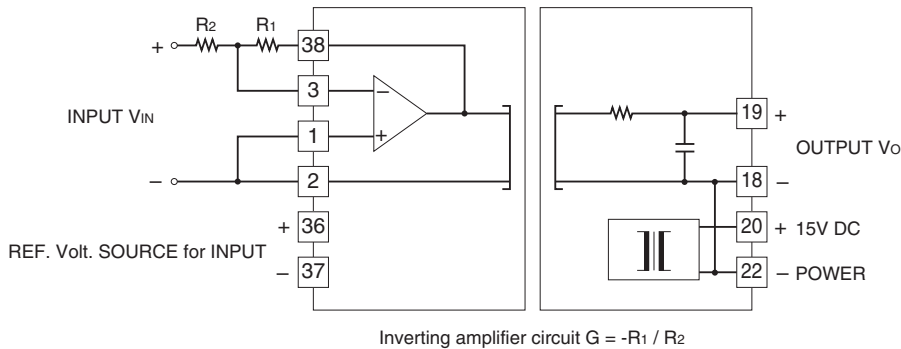 R2 R1
+ 38
3 −
INPUT VIN
1 +
− 2
+ 36
REF. Volt. SOURCE for INPUT
− 37
19 +
OUTPUT VO
18 −
20 + 15V DC
22 − POWER
Inverting amplifier circuit G = -R1 / R2